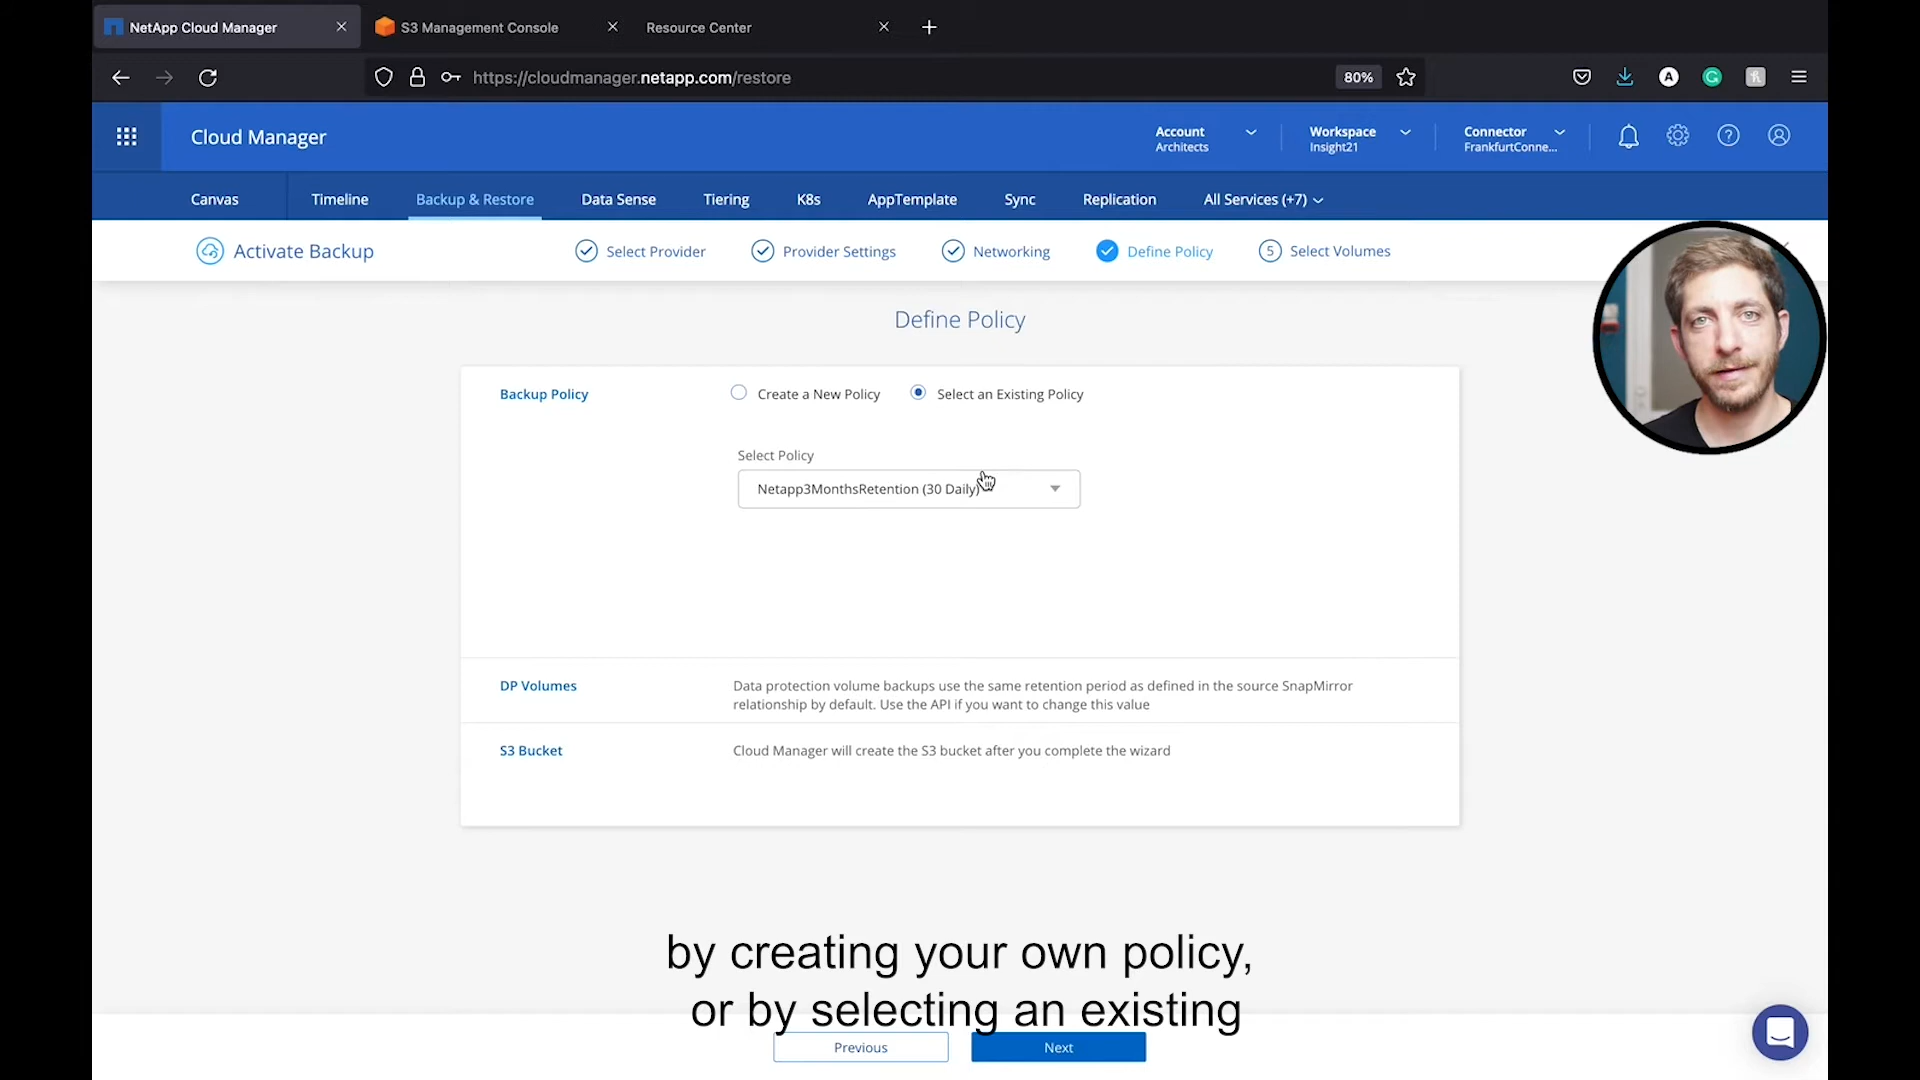 NetApp Cloud Manager
S3 Management Console
Resource Center
https://cloudmanager.netapp.com/restore
80%
Cloud Manager
Account
Architects
Workspace
Insight21
Connector
FrankfurtConne...
Canvas
Timeline
Backup & Restore
Data Sense
Tiering
K8s
AppTemplate
Sync
Replication
All Services (+7)
Activate Backup
Select Provider
Provider Settings
Networking
Define Policy
5 Select Volumes
Define Policy
Backup Policy
Create a New Policy
Select an Existing Policy
Select Policy
Netapp3MonthsRetention (30 Daily)
DP Volumes
Data protection volume backups use the same retention period as defined in the source SnapMirror
relationship by default. Use the API if you want to change this value
S3 Bucket
Cloud Manager will create the S3 bucket after you complete the wizard
by creating your own policy,
or by selecting an existing
Previous
Next